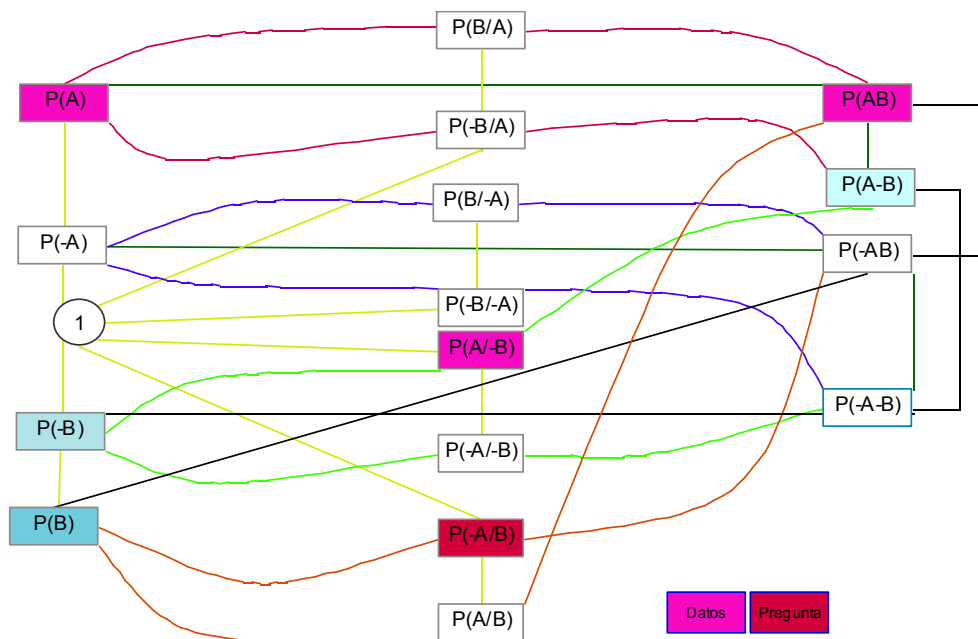 P(B/A)
P(A)
P(AB)
P(-B/A)
P(A-B)
P(B/-A)
P(-A)
P(-AB)
P(-B/-A)
1
P(A/-B)
P(-A-B)
P(-B)
P(-A/-B)
P(B)
P(-A/B)
P(A/B)
Datos
Pregunta